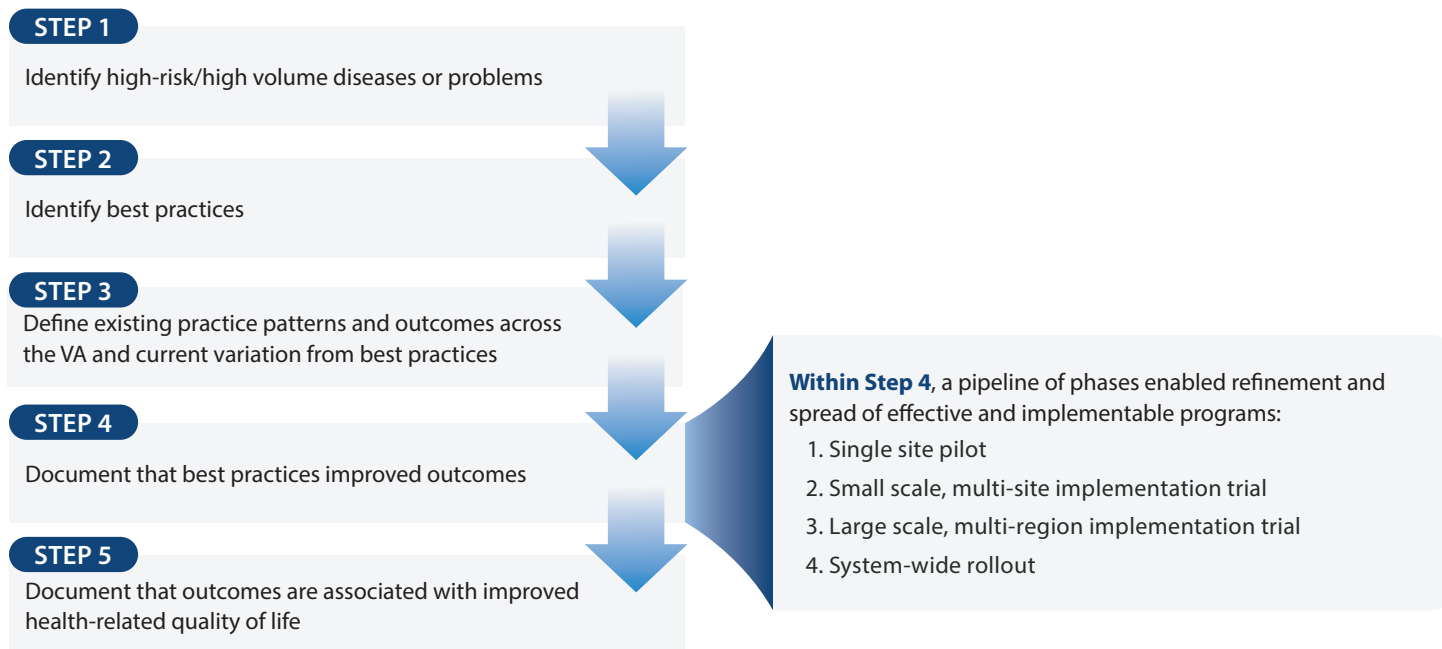 STEP 1
Identify high-risk/high volume diseases or problems
STEP 2
Identify best practices
STEP 3
Define existing practice patterns and outcomes across
the VA and current variation from best practices
STEP 4
Document that best practices improved outcomes
STEP 5
Document that outcomes are associated with improved
health-related quality of life
Within Step 4, a pipeline of phases enabled refinement and
spread of effective and implementable programs:
1. Single site pilot
2. Small scale, multi-site implementation trial
3. Large scale, multi-region implementation trial
4. System-wide rollout